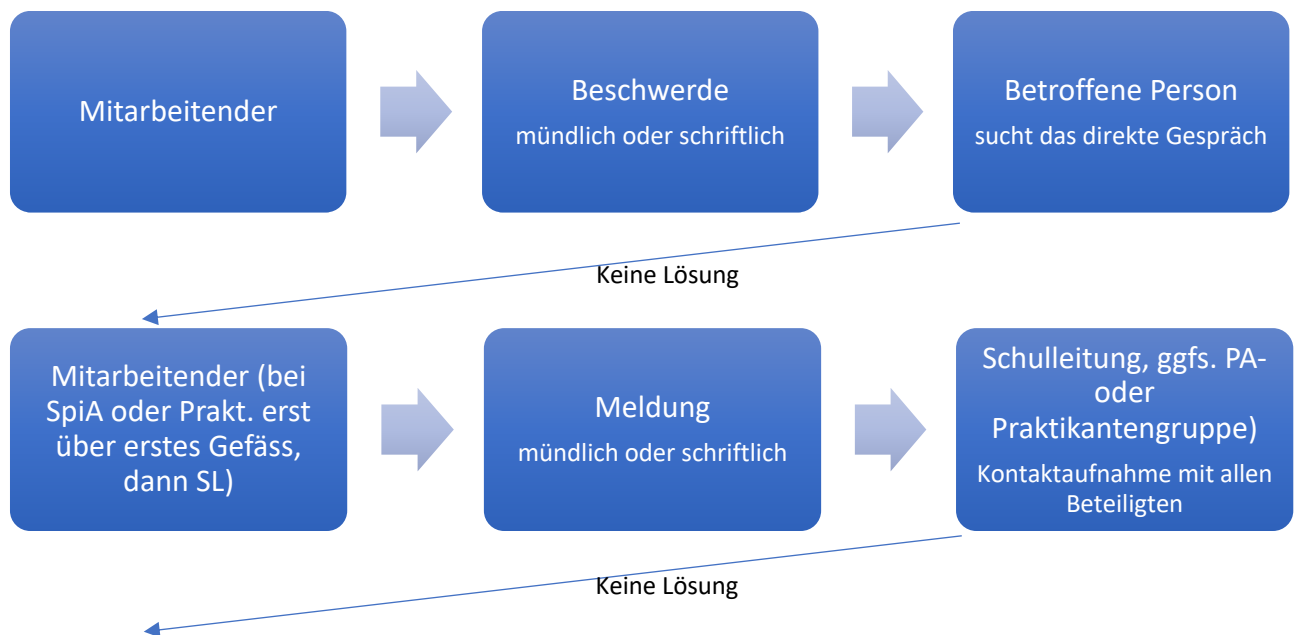 Mitarbeitender
Beschwerde
mündlich oder schriftlich
Betroffene Person
sucht das direkte Gespräch
Keine Lösung
Mitarbeitender (bei
SpiA oder Prakt. erst
über erstes Gefäss,
dann SL)
Meldung
mündlich oder schriftlich
Schulleitung, ggfs. PA-
oder
Praktikantengruppe)
Kontaktaufnahme mit allen
Beteiligten
Keine Lösung